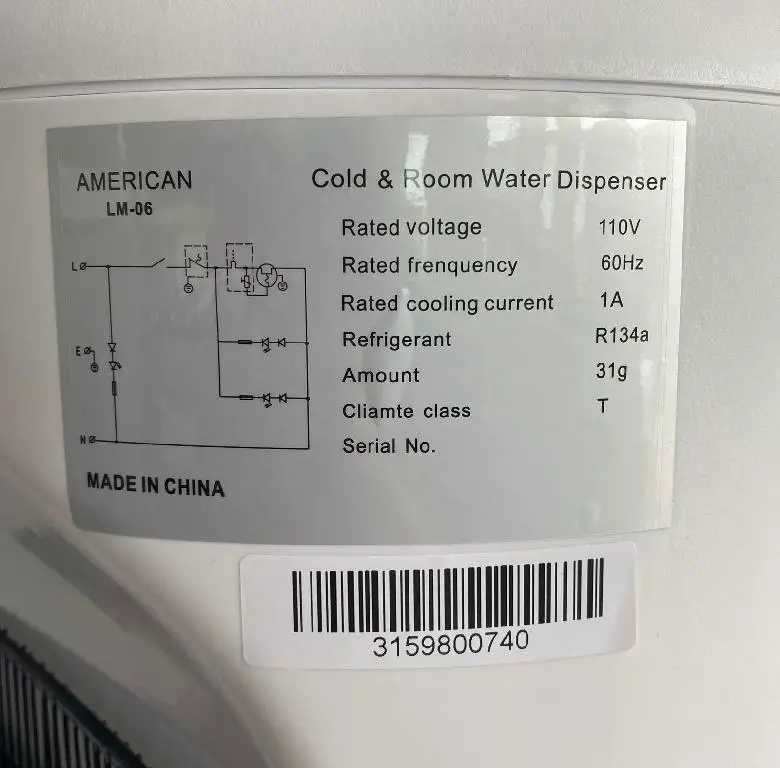 AMERICAN
LM-06
Cold & Room Water Dispenser
Rated voltage 110V
Rated frenquency 60Hz
Rated cooling current 1A
Refrigerant R134a
Amount 31g
Cliamte class T
Serial No.
L
E
N
MADE IN CHINA
3159800740